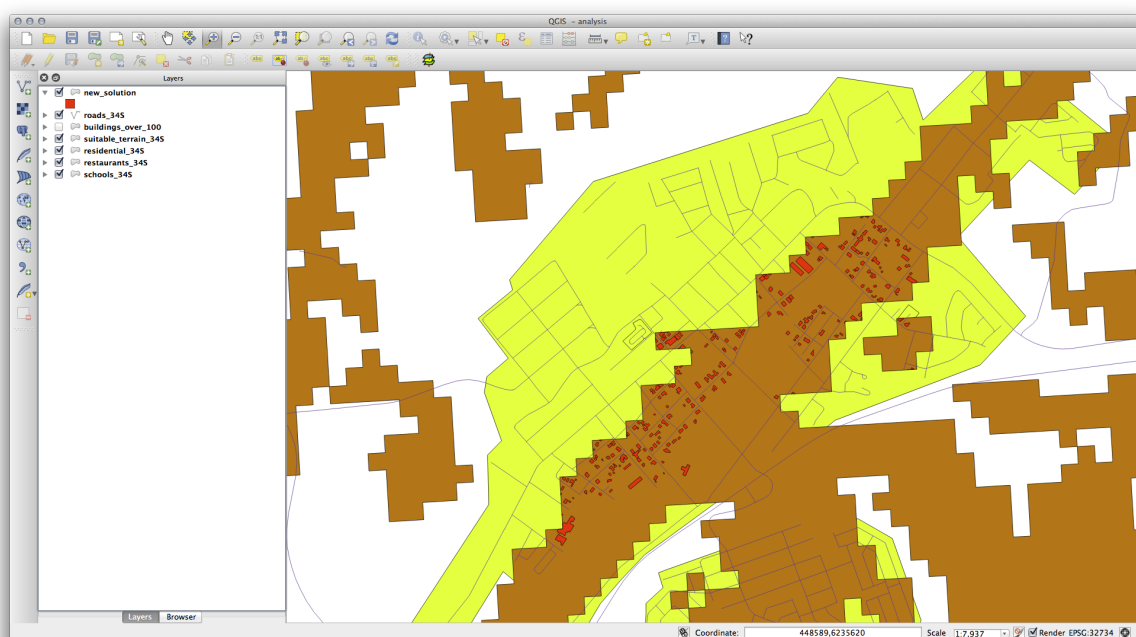 QGIS - analysis
Layers
new_solution
roads_34S
buildings_over_100
suitable_terrain_34S
residential_34S
restaurants_34S
schools_34S
Layers Browser
Coordinate: 448589,6235620 Scale 1:7,937 Render EPSG:32734